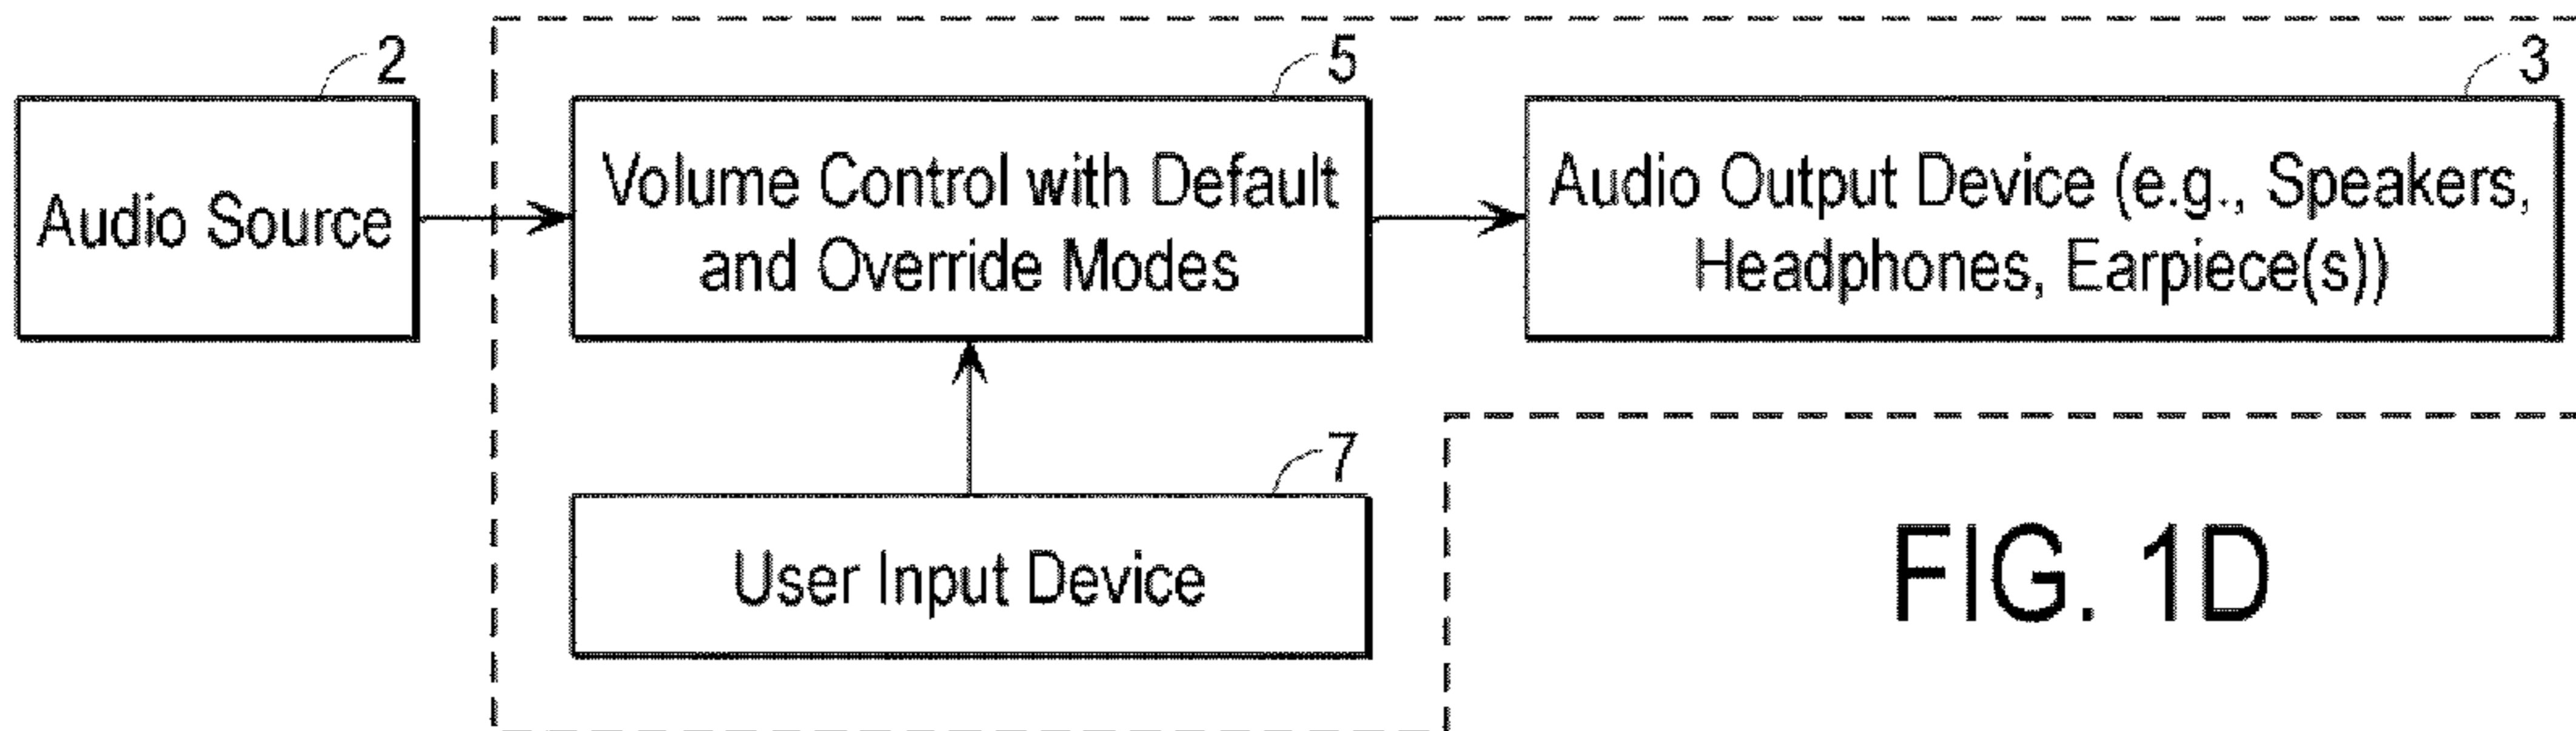 2
5
3
Audio Source
Volume Control with Default
and Override Modes
Audio Output Device (e.g., Speakers,
Headphones, Earpiece(s))
7
User Input Device
FIG. 1D